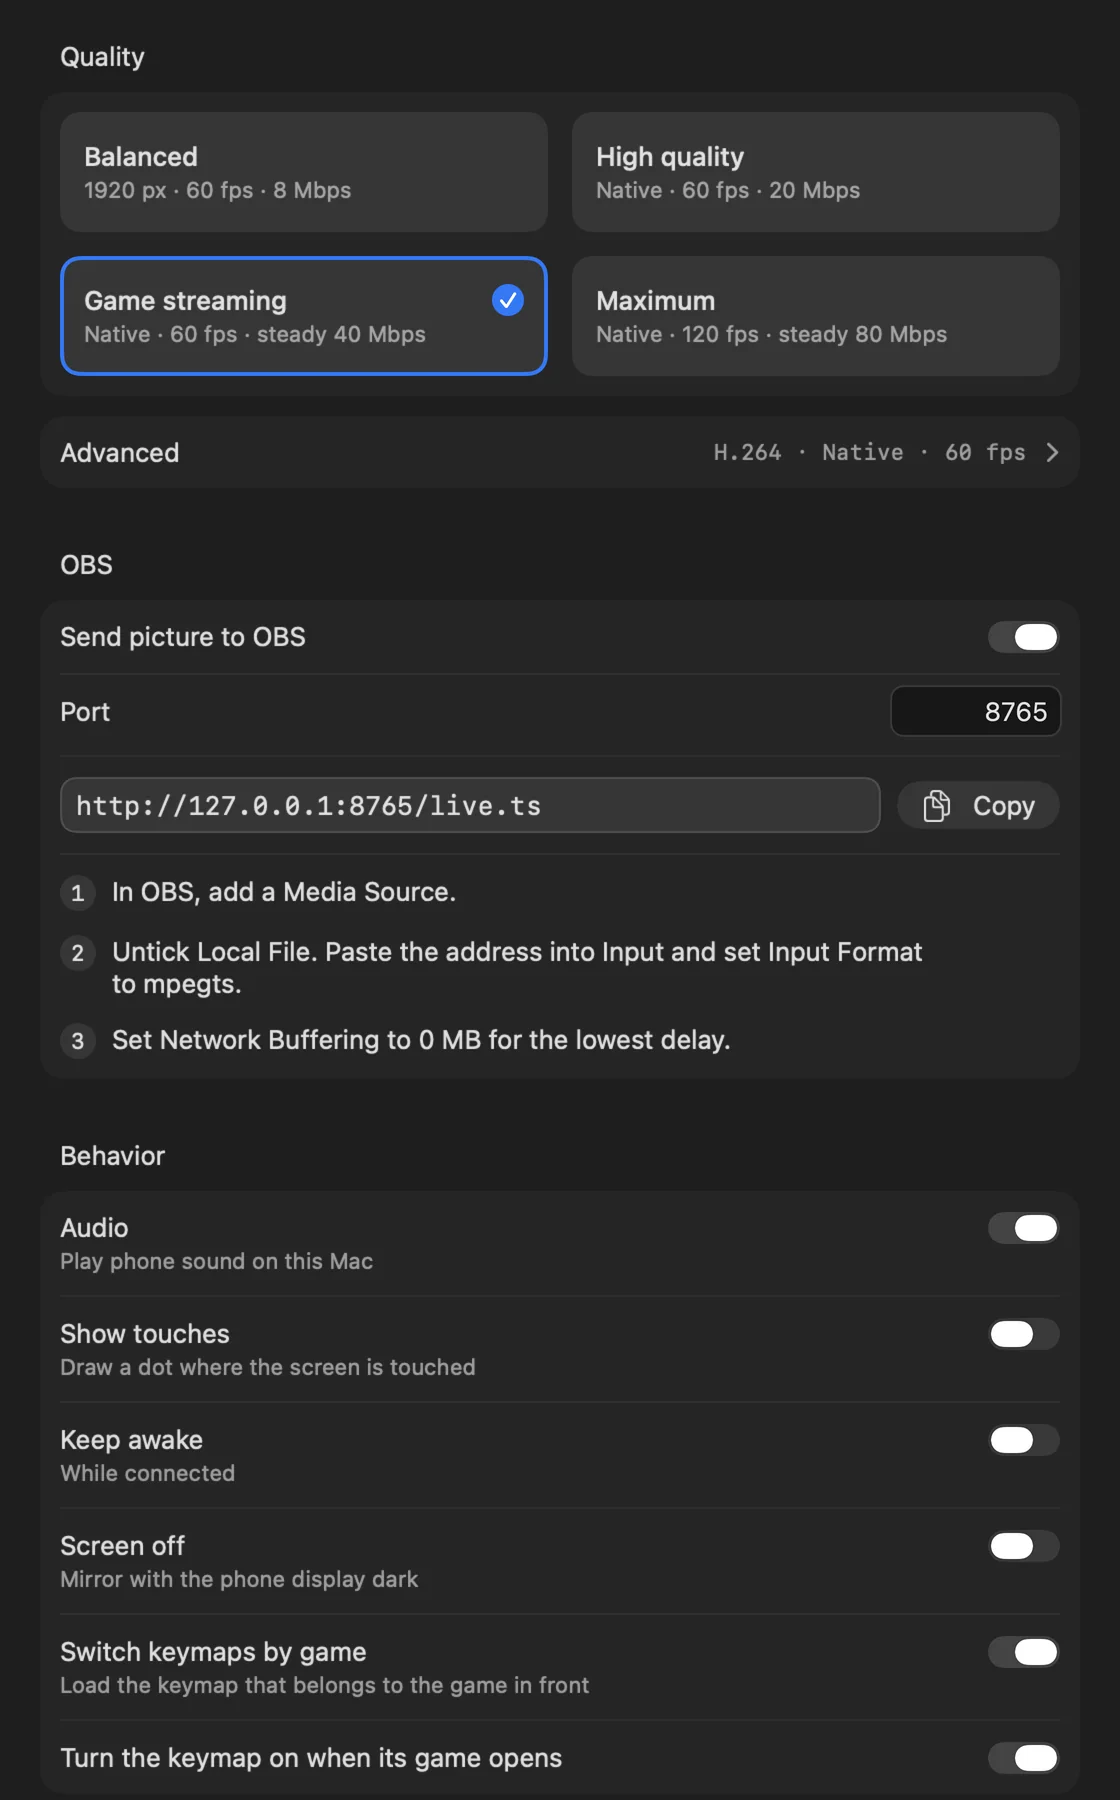 Quality
Balanced
1920 px · 60 fps · 8 Mbps
High quality
Native · 60 fps · 20 Mbps
Game streaming
Native · 60 fps · steady 40 Mbps
Maximum
Native · 120 fps · steady 80 Mbps
Advanced
H.264 · Native · 60 fps
OBS
Send picture to OBS
Port
8765
http://127.0.0.1:8765/live.ts
Copy
1 In OBS, add a Media Source.
2 Untick Local File. Paste the address into Input and set Input Format
to mpegts.
3 Set Network Buffering to 0 MB for the lowest delay.
Behavior
Audio
Play phone sound on this Mac
Show touches
Draw a dot where the screen is touched
Keep awake
While connected
Screen off
Mirror with the phone display dark
Switch keymaps by game
Load the keymap that belongs to the game in front
Turn the keymap on when its game opens